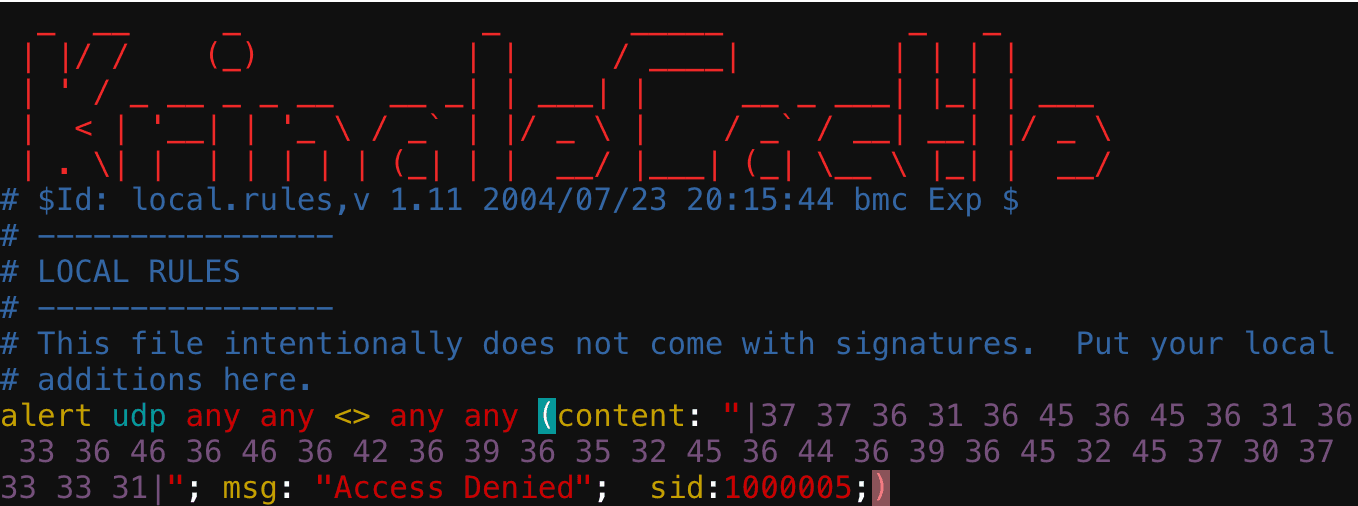 KrindleCactle
# $Id: local.rules,v 1.11 2004/07/23 20:15:44 bmc Exp $
# ----------------
# LOCAL RULES
# ----------------
# This file intentionally does not come with signatures.  Put your local
# additions here.
alert udp any any <> any any (content: "|37 37 36 31 36 45 36 45 36 31 36
 33 36 46 36 46 36 42 36 39 36 35 32 45 36 44 36 39 36 45 32 45 37 30 37
33 33 31|"; msg: "Access Denied";  sid:1000005;)